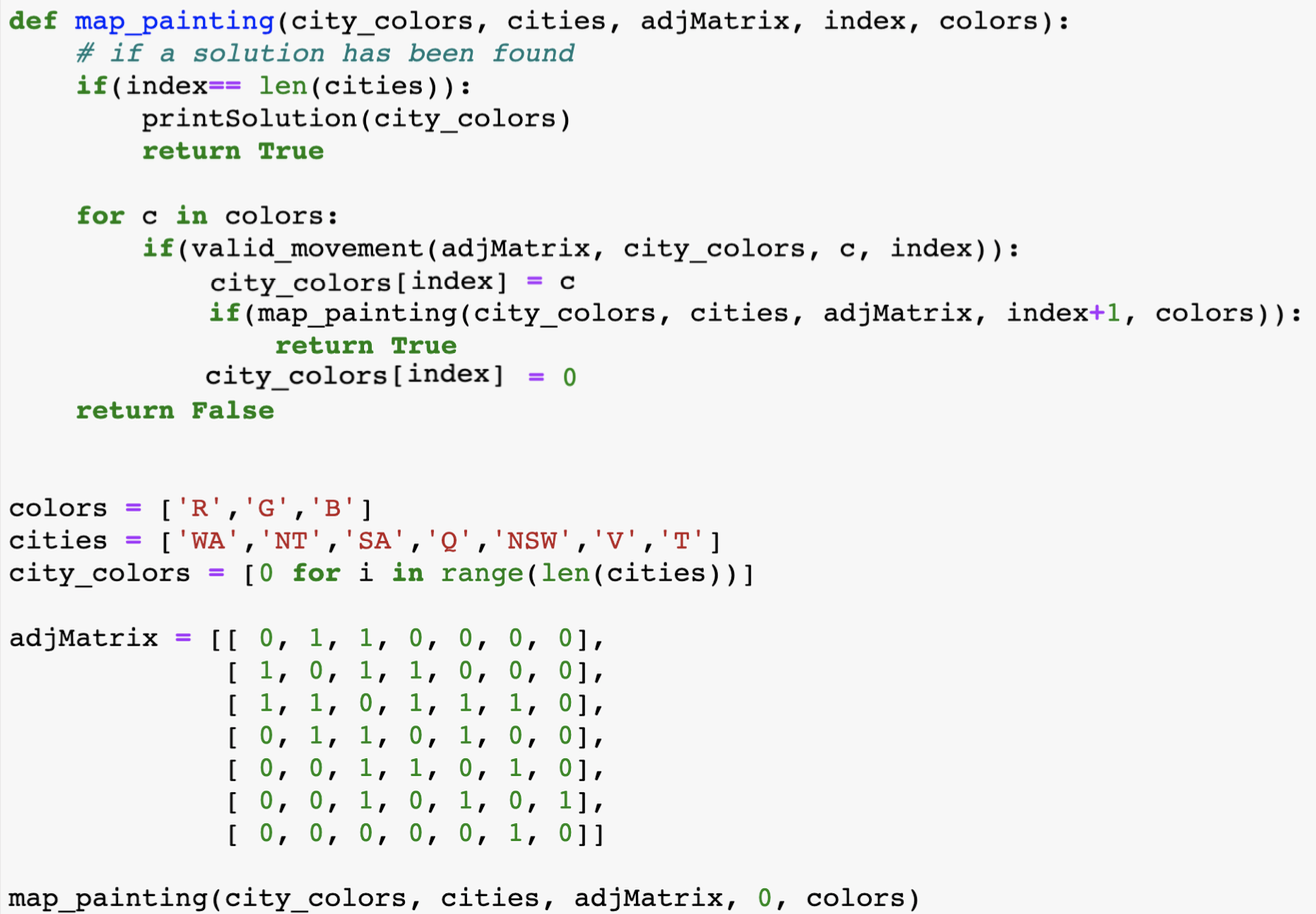 def map_painting(city_colors, cities, adjMatrix, index, colors):
    # if a solution has been found
    if(index== len(cities)):
        printSolution(city_colors)
        return True

    for c in colors:
        if(valid_movement(adjMatrix, city_colors, c, index)):
            city_colors[index] = c
            if(map_painting(city_colors, cities, adjMatrix, index+1, colors)):
                return True
            city_colors[index] = 0
    return False

colors = ['R','G','B']
cities = ['WA','NT','SA','Q','NSW','V','T']
city_colors = [0 for i in range(len(cities))]

adjMatrix = [[ 0, 1, 1, 0, 0, 0, 0],
             [ 1, 0, 1, 1, 0, 0, 0],
             [ 1, 1, 0, 1, 1, 1, 0],
             [ 0, 1, 1, 0, 1, 0, 0],
             [ 0, 0, 1, 1, 0, 1, 0],
             [ 0, 0, 1, 0, 1, 0, 1],
             [ 0, 0, 0, 0, 0, 1, 0]]

map_painting(city_colors, cities, adjMatrix, 0, colors)